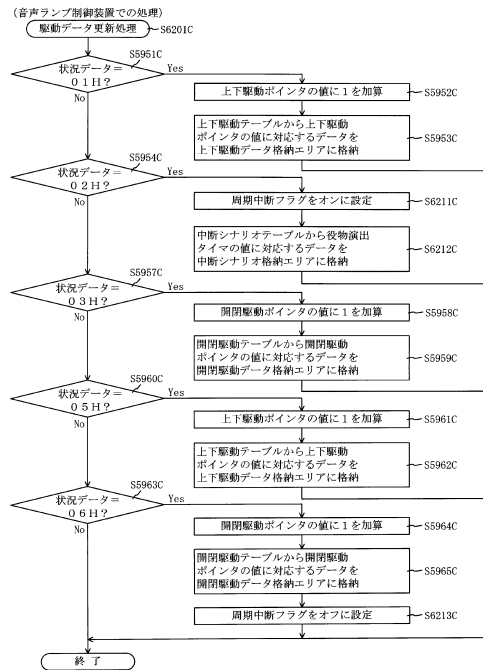 (音声ランプ制御装置での処理)
駆動データ更新処理
S6201C
状況データ=
01H?
S5951C
Yes
No
上下駆動ポインタの値に1を加算
S5952C
上下駆動テーブルから上下駆動
ポインタの値に対応するデータを
上下駆動データ格納エリアに格納
S5953C
状況データ=
02H?
S5954C
Yes
No
周期中断フラグをオンに設定
S6211C
中断シナリオテーブルから役物演出
タイマの値に対応するデータを
中断シナリオ格納エリアに格納
S6212C
状況データ=
03H?
S5957C
Yes
No
開閉駆動ポインタの値に1を加算
S5958C
開閉駆動テーブルから開閉駆動
ポインタの値に対応するデータを
開閉駆動データ格納エリアに格納
S5959C
状況データ=
05H?
S5960C
Yes
No
上下駆動ポインタの値に1を加算
S5961C
上下駆動テーブルから上下駆動
ポインタの値に対応するデータを
上下駆動データ格納エリアに格納
S5962C
状況データ=
06H?
S5963C
Yes
No
開閉駆動ポインタの値に1を加算
S5964C
開閉駆動テーブルから開閉駆動
ポインタの値に対応するデータを
開閉駆動データ格納エリアに格納
S5965C
周期中断フラグをオフに設定
S6213C
終了